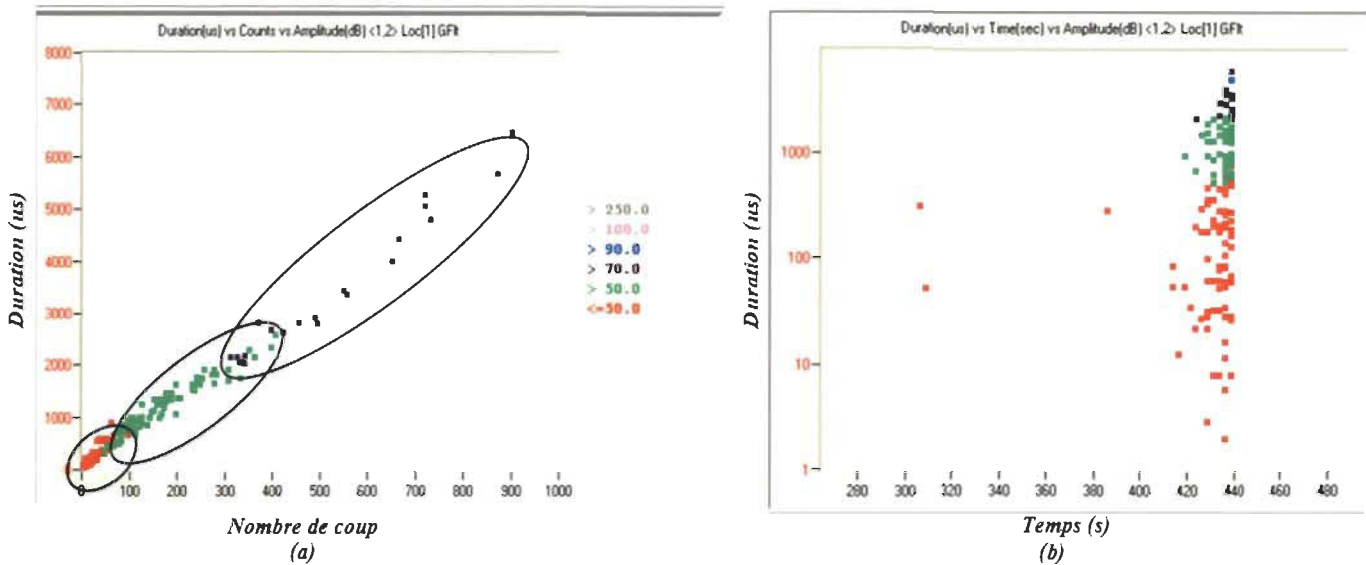 Duration(us) vs Counts vs Amplitude(dB) <1,2> Loc[1] GFlt
8000
7000
6000
5000
4000
3000
2000
1000
0
0 100 200 300 400 500 600 700 800 900 1000
Duration (us)
Nombre de coup
(a)
> 250.0
> 100.0
> 90.0
> 70.0
> 50.0
<=50.0
Duration(us) vs Time(sec) vs Amplitude(dB) <1,2> Loc[1] GFlt
1000
100
10
1
280 300 320 340 360 380 400 420 440 460 480
Duration (us)
Temps (s)
(b)